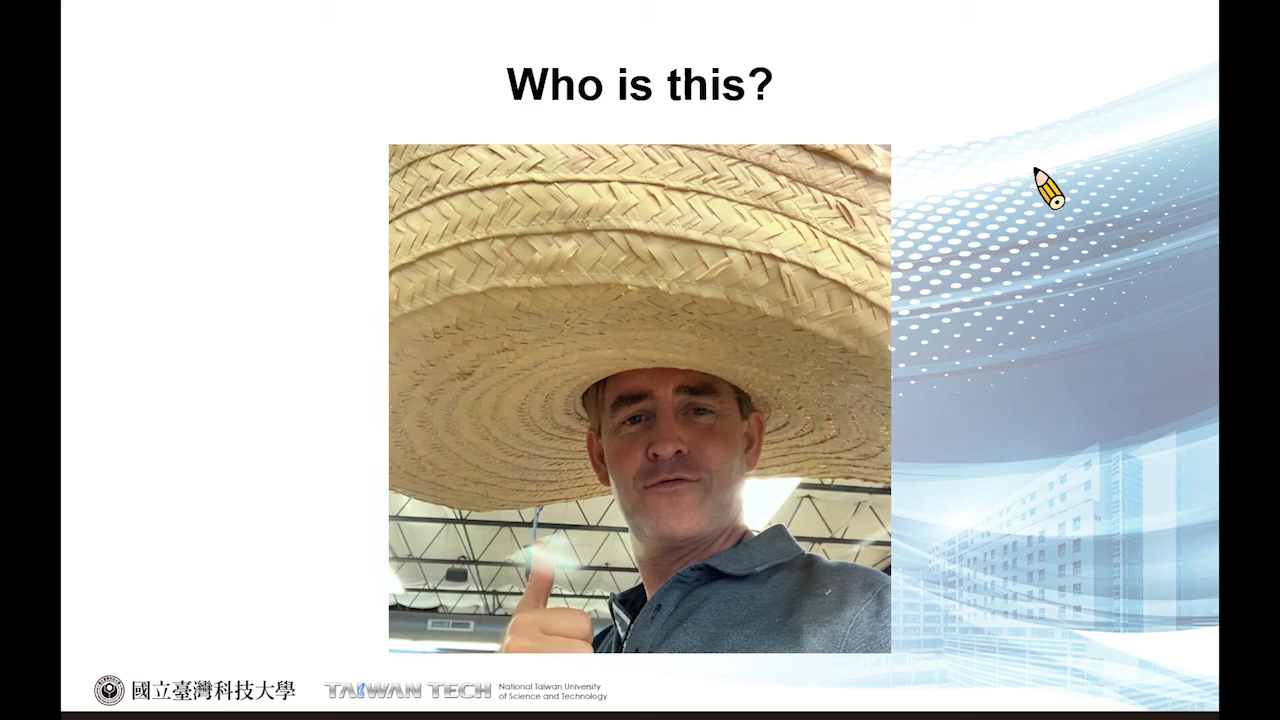 Who is this?
國立臺灣科技大學
TAIWAN TECH
National Taiwan University
of Science and Technology